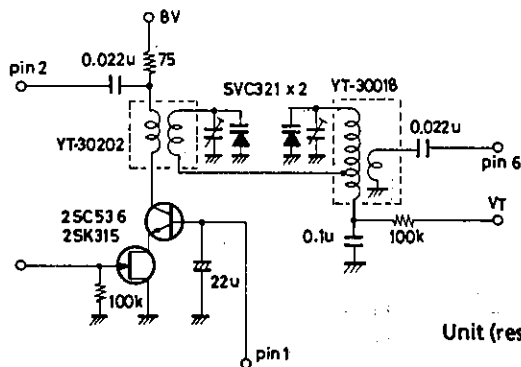 8V
0.022u
75
pin 2
SVC321 x 2
YT-30018
YT-30202
0.022u
pin 6
VT
2SC536
2SK315
0.1u
100k
22u
100k
Unit (res
pin 1